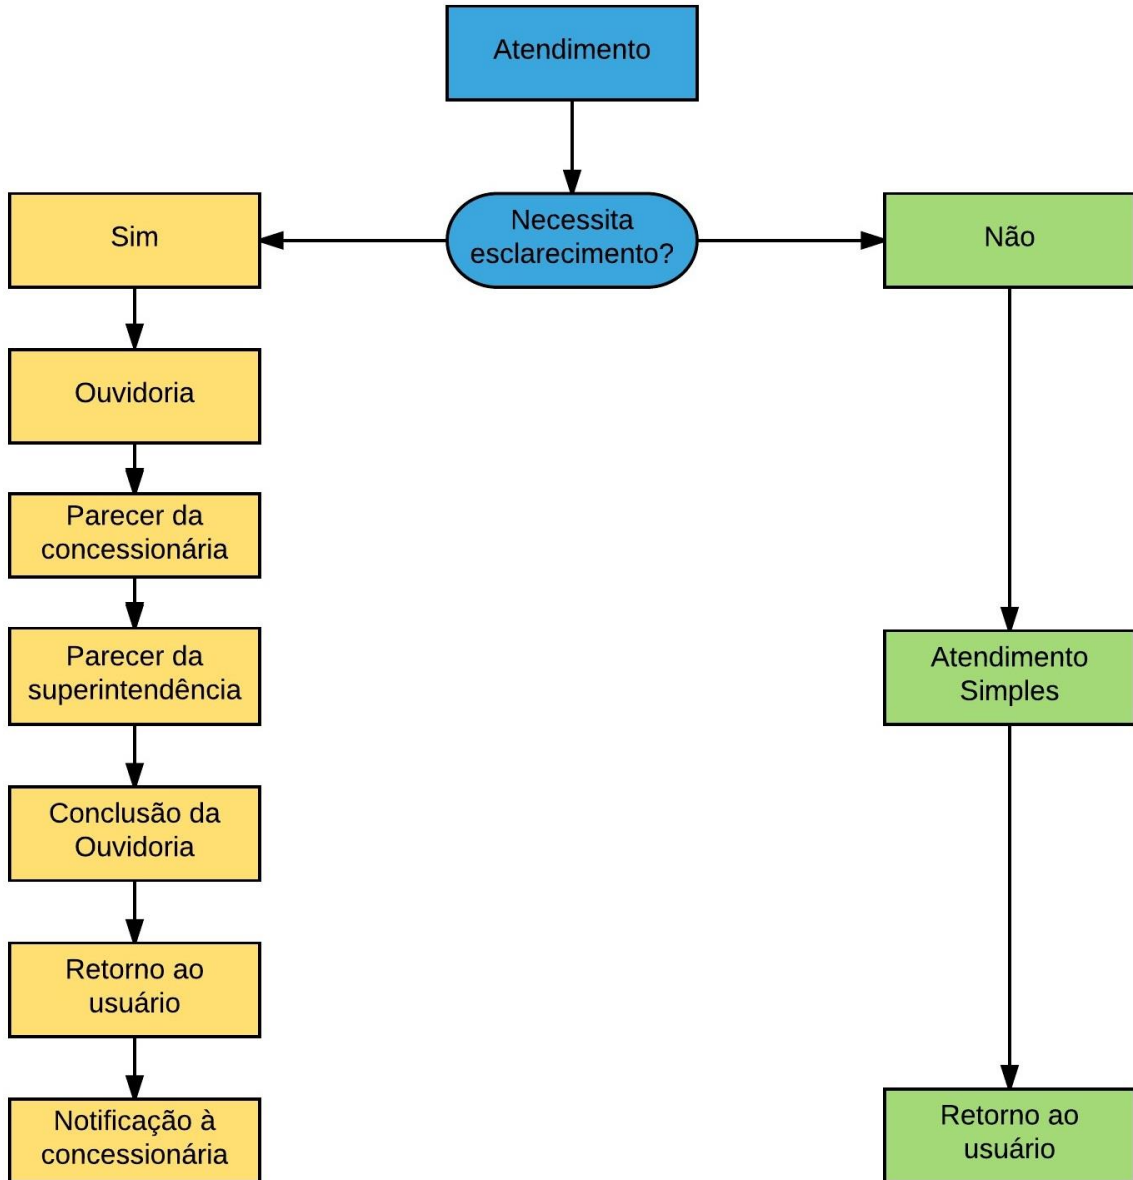 Atendimento
Necessita
esclarecimento?
Sim
Não
Ouvidoria
Parecer da
concessionária
Parecer da
superintendência
Atendimento
Simples
Conclusão da
Ouvidoria
Retorno ao
usuário
Notificação à
concessionária
Retorno ao
usuário